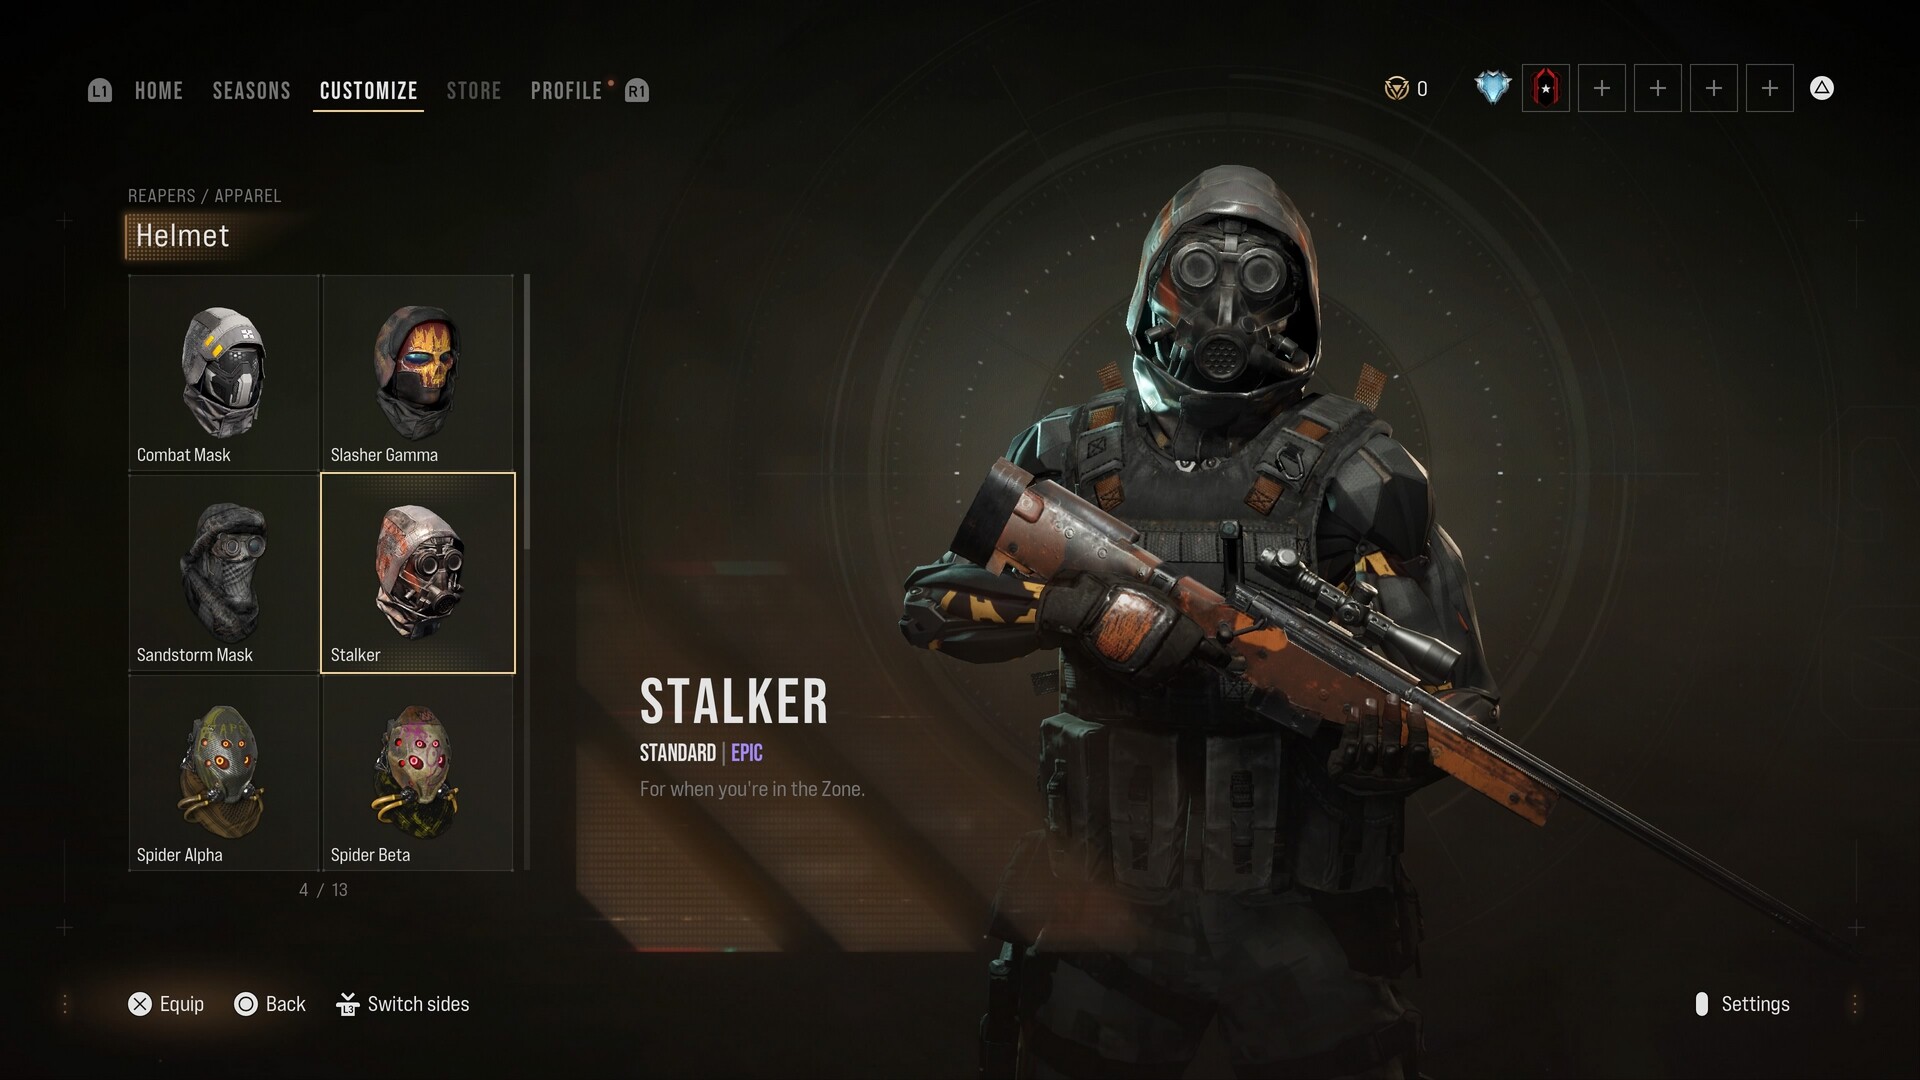 L1 HOME SEASONS CUSTOMIZE STORE PROFILE R1
0
REAPERS / APPAREL
Helmet
Combat Mask
Slasher Gamma
Sandstorm Mask
Stalker
Spider Alpha
Spider Beta
4 / 13
STALKER
STANDARD | EPIC
For when you're in the Zone.
Equip
Back
L3 Switch sides
Settings